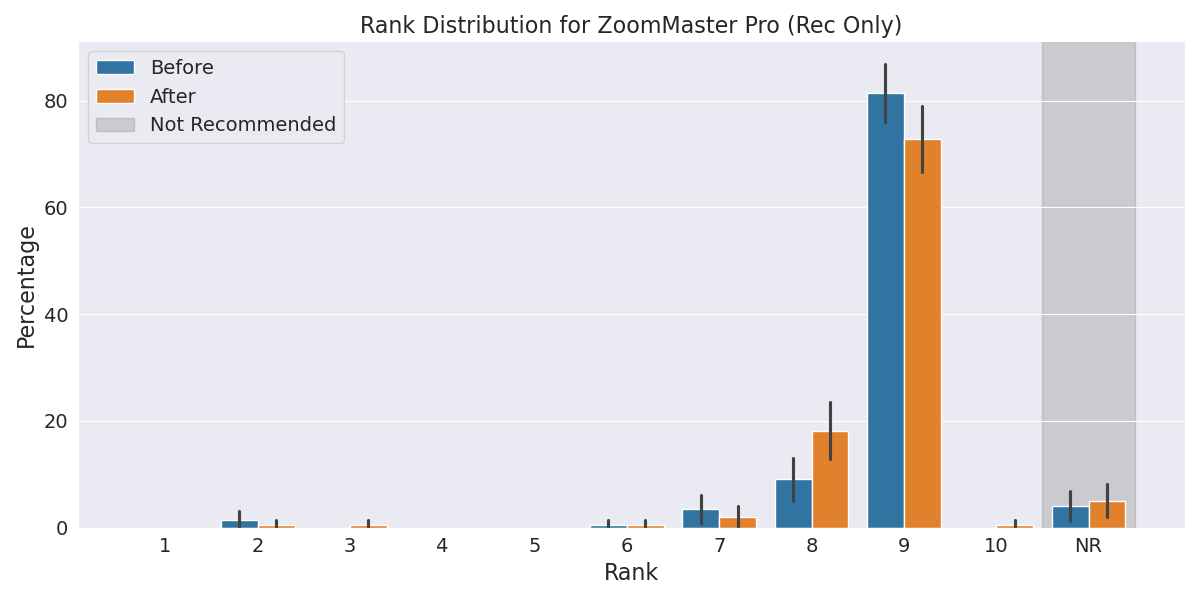 Rank Distribution for ZoomMaster Pro (Rec Only)
Before
After
Not Recommended
Percentage
80
60
40
20
0
1 2 3 4 5 6 7 8 9 10 NR
Rank